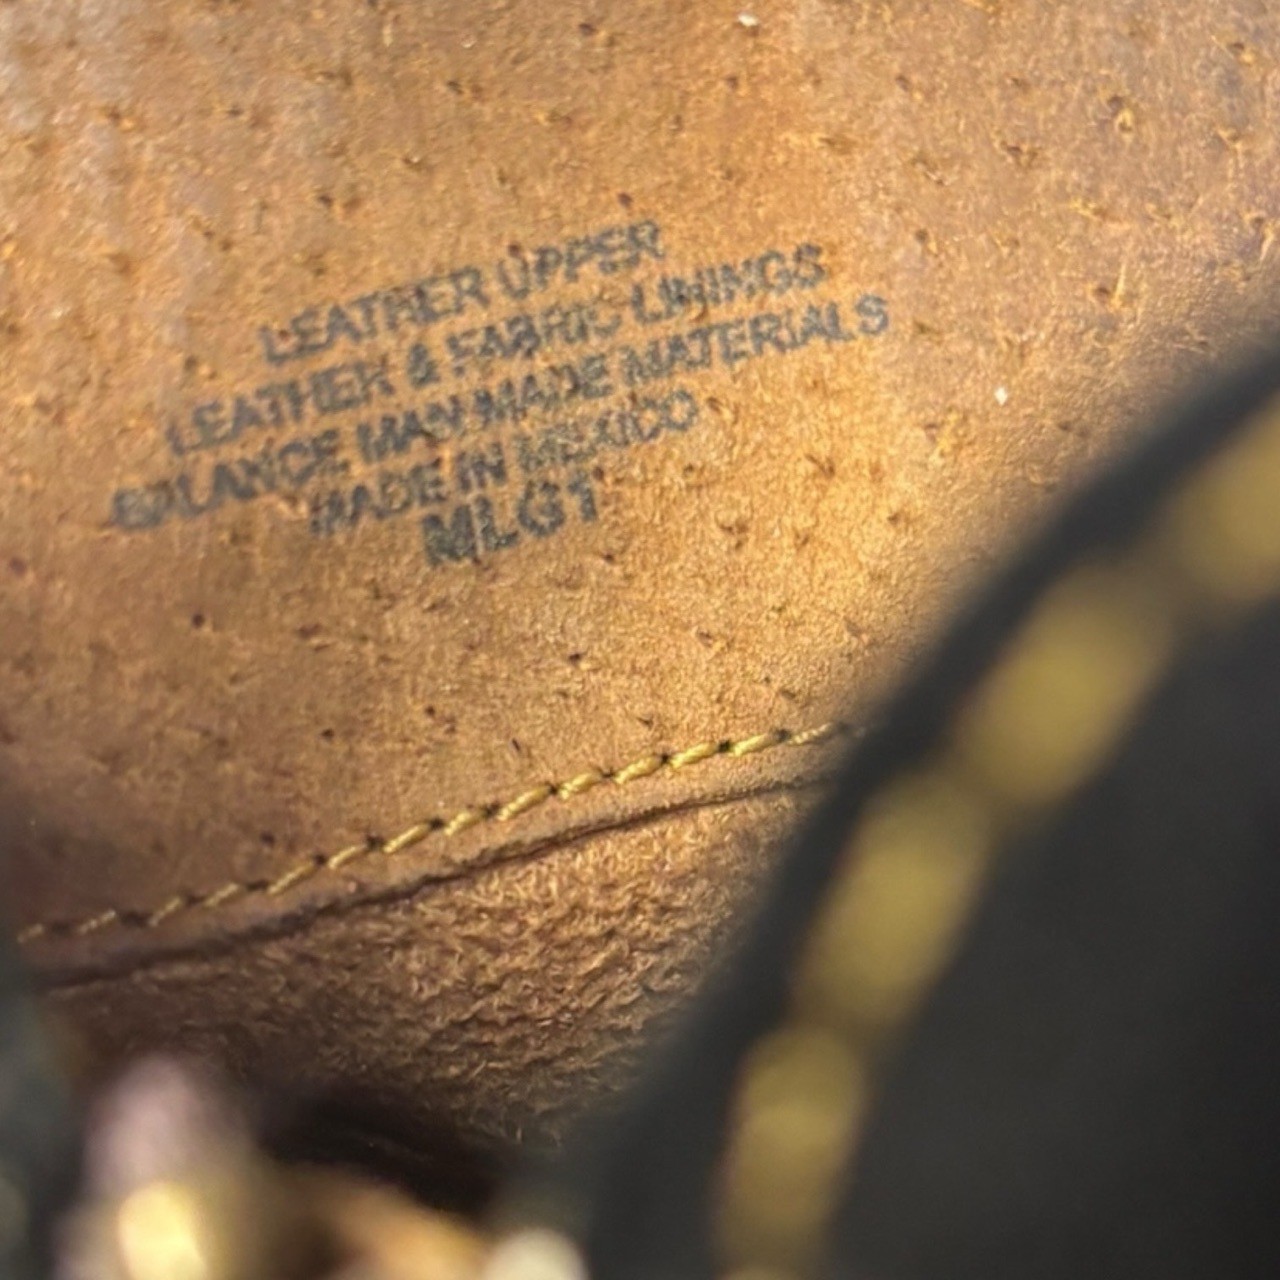 LEATHER UPPER
LEATHER & FABRIC LININGS
BALANCE MAN MADE MATERIALS
MADE IN MEXICO
MLG1